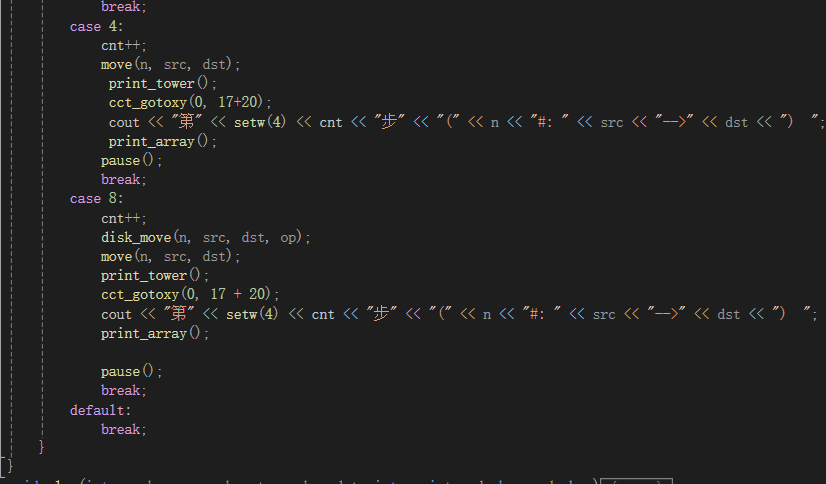 break;
case 4:
cnt++;
move(n, src, dst);
print_tower();
cct_gotoxy(0, 17+20);
cout << "第" << setw(4) << cnt << "步" << "(" << n << "#: " << src << "-->" << dst << ")  ";
print_array();
pause();
break;
case 8:
cnt++;
disk_move(n, src, dst, op);
move(n, src, dst);
print_tower();
cct_gotoxy(0, 17 + 20);
cout << "第" << setw(4) << cnt << "步" << "(" << n << "#: " << src << "-->" << dst << ")  ";
print_array();
pause();
break;
default:
break;
}
}